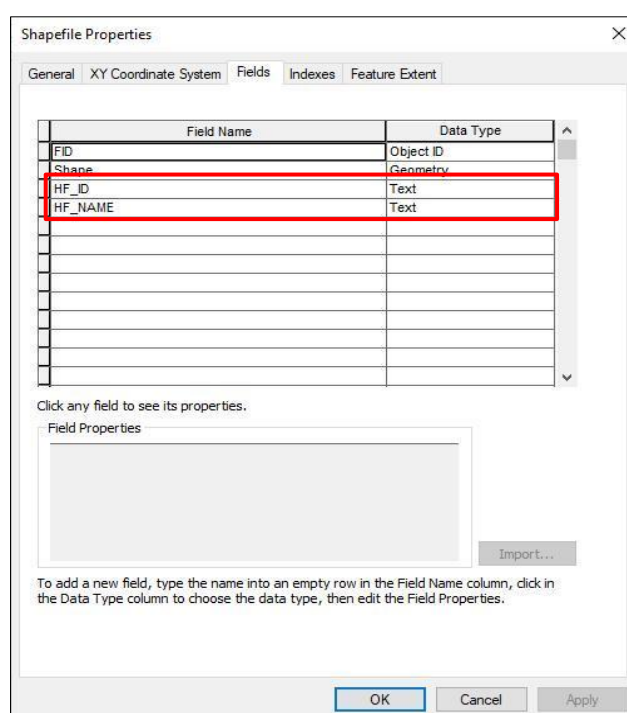 Shapefile Properties
General XY Coordinate System Fields Indexes Feature Extent
Field Name Data Type
FID Object ID
Shape Geometry
HF_ID Text
HF_NAME Text
Click any field to see its properties.
Field Properties
Import...
To add a new field, type the name into an empty row in the Field Name column, click in
the Data Type column to choose the data type, then edit the Field Properties.
OK Cancel Apply